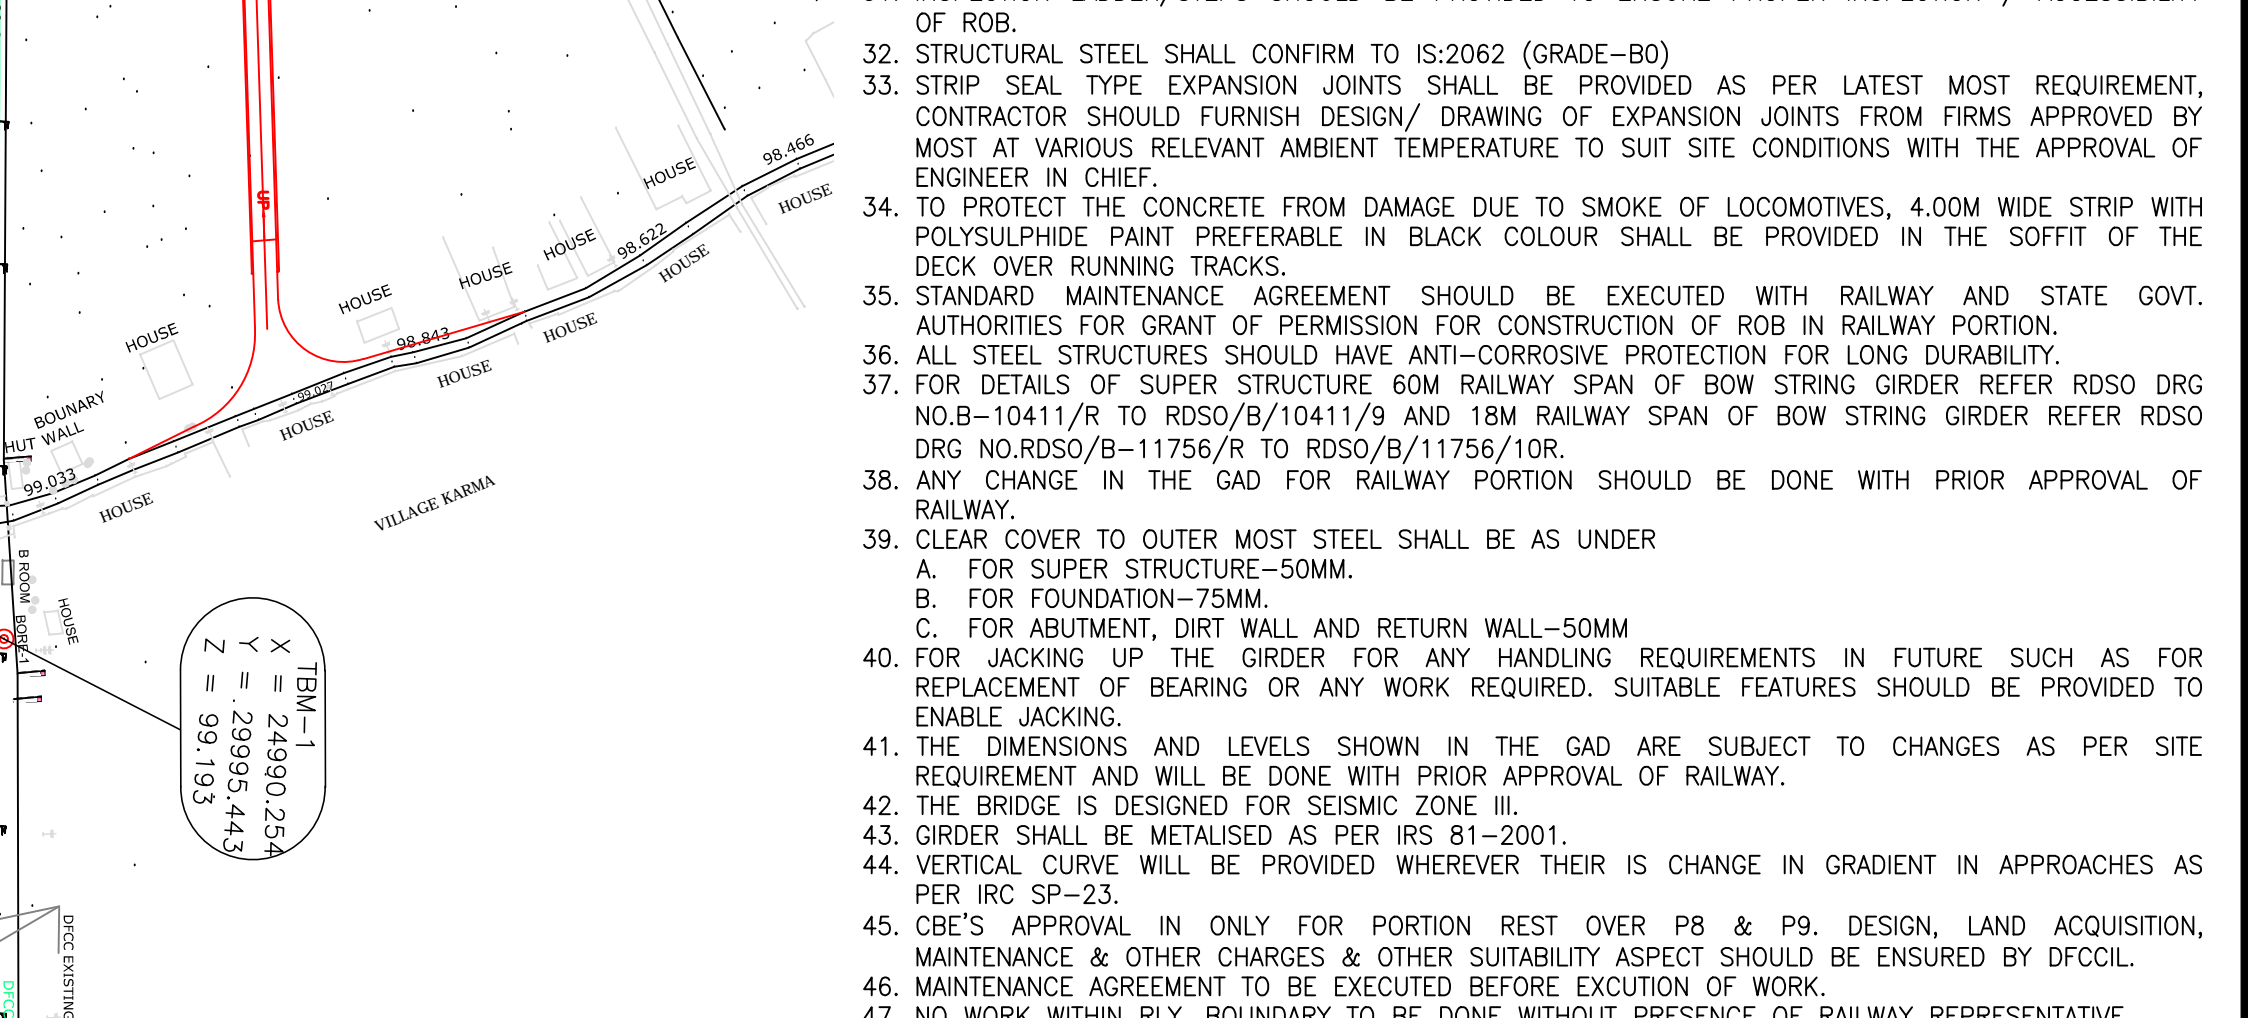 OF ROB.
32. STRUCTURAL STEEL SHALL CONFIRM TO IS:2062 (GRADE-B0)
33. STRIP SEAL TYPE EXPANSION JOINTS SHALL BE PROVIDED AS PER LATEST MOST REQUIREMENT,
CONTRACTOR SHOULD FURNISH DESIGN/ DRAWING OF EXPANSION JOINTS FROM FIRMS APPROVED BY
MOST AT VARIOUS RELEVANT AMBIENT TEMPERATURE TO SUIT SITE CONDITIONS WITH THE APPROVAL OF
ENGINEER IN CHIEF.
34. TO PROTECT THE CONCRETE FROM DAMAGE DUE TO SMOKE OF LOCOMOTIVES, 4.00M WIDE STRIP WITH
POLYSULPHIDE PAINT PREFERABLE IN BLACK COLOUR SHALL BE PROVIDED IN THE SOFFIT OF THE
DECK OVER RUNNING TRACKS.
35. STANDARD MAINTENANCE AGREEMENT SHOULD BE EXECUTED WITH RAILWAY AND STATE GOVT.
AUTHORITIES FOR GRANT OF PERMISSION FOR CONSTRUCTION OF ROB IN RAILWAY PORTION.
36. ALL STEEL STRUCTURES SHOULD HAVE ANTI-CORROSIVE PROTECTION FOR LONG DURABILITY.
37. FOR DETAILS OF SUPER STRUCTURE 60M RAILWAY SPAN OF BOW STRING GIRDER REFER RDSO DRG
NO.B-10411/R TO RDSO/B/10411/9 AND 18M RAILWAY SPAN OF BOW STRING GIRDER REFER RDSO
DRG NO.RDSO/B-11756/R TO RDSO/B/11756/10R.
38. ANY CHANGE IN THE GAD FOR RAILWAY PORTION SHOULD BE DONE WITH PRIOR APPROVAL OF
RAILWAY.
39. CLEAR COVER TO OUTER MOST STEEL SHALL BE AS UNDER
A. FOR SUPER STRUCTURE-50MM.
B. FOR FOUNDATION-75MM.
C. FOR ABUTMENT, DIRT WALL AND RETURN WALL-50MM
40. FOR JACKING UP THE GIRDER FOR ANY HANDLING REQUIREMENTS IN FUTURE SUCH AS FOR
REPLACEMENT OF BEARING OR ANY WORK REQUIRED. SUITABLE FEATURES SHOULD BE PROVIDED TO
ENABLE JACKING.
41. THE DIMENSIONS AND LEVELS SHOWN IN THE GAD ARE SUBJECT TO CHANGES AS PER SITE
REQUIREMENT AND WILL BE DONE WITH PRIOR APPROVAL OF RAILWAY.
42. THE BRIDGE IS DESIGNED FOR SEISMIC ZONE III.
43. GIRDER SHALL BE METALISED AS PER IRS 81-2001.
44. VERTICAL CURVE WILL BE PROVIDED WHEREVER THEIR IS CHANGE IN GRADIENT IN APPROACHES AS
PER IRC SP-23.
45. CBE'S APPROVAL IN ONLY FOR PORTION REST OVER P8 & P9. DESIGN, LAND ACQUISITION,
MAINTENANCE & OTHER CHARGES & OTHER SUITABILITY ASPECT SHOULD BE ENSURED BY DFCCIL.
46. MAINTENANCE AGREEMENT TO BE EXECUTED BEFORE EXCUTION OF WORK.
47. NO WORK WITHIN RLY. BOUNDARY TO BE DONE WITHOUT PRESENCE OF RAILWAY REPRESENTATIVE
UP
98.466
HOUSE
HOUSE
98.622
HOUSE
HOUSE
HOUSE
HOUSE
HOUSE
98.843
HOUSE
HOUSE
HOUSE
99.027
HOUSE
BOUNARY
WALL
HUT
99.033
HOUSE
VILLAGE KARMA
B ROOM
BORE-1
HOUSE
TBM-1
X = 24990.254
Y = 29995.443
Z = 99.193
DFCC EXISTING
DFCC